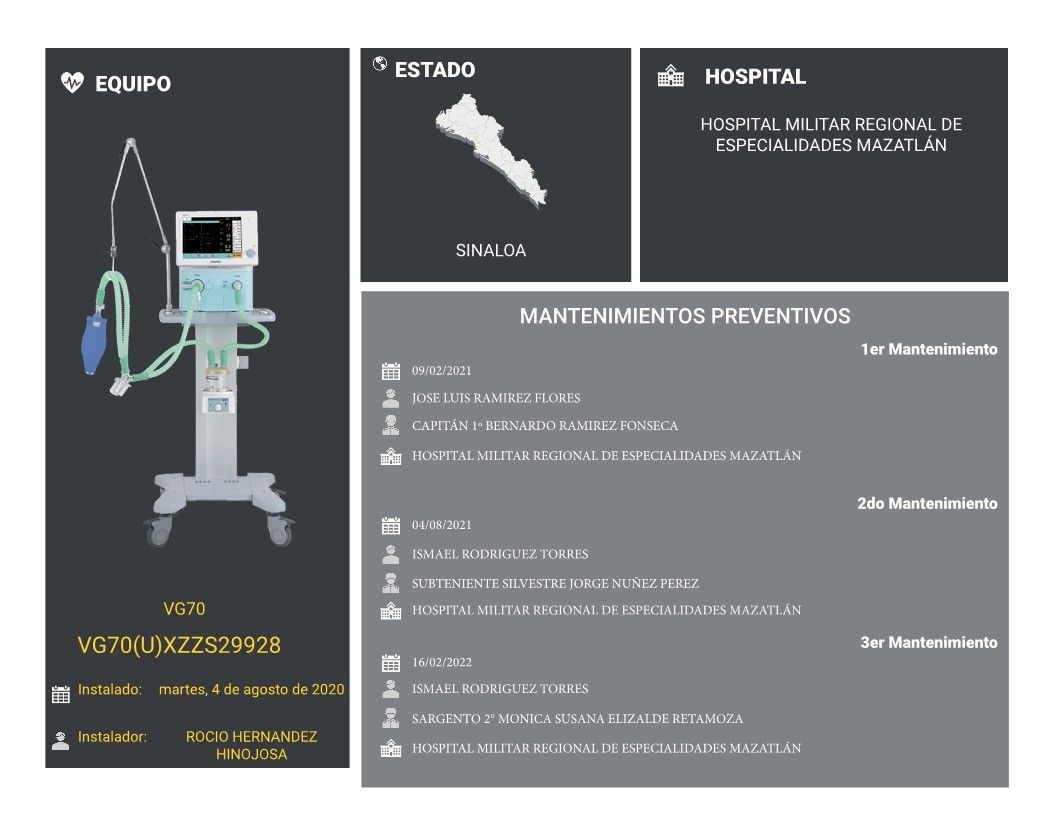 EQUIPO
VG70
VG70(U)XZZS29928
Instalado: martes, 4 de agosto de 2020
Instalador: ROCIO HERNANDEZ
HINOJOSA
ESTADO
SINALOA
HOSPITAL
HOSPITAL MILITAR REGIONAL DE
ESPECIALIDADES MAZATLÁN
MANTENIMIENTOS PREVENTIVOS
1er Mantenimiento
09/02/2021
JOSE LUIS RAMIREZ FLORES
CAPITÁN 1º BERNARDO RAMIREZ FONSECA
HOSPITAL MILITAR REGIONAL DE ESPECIALIDADES MAZATLÁN
2do Mantenimiento
04/08/2021
ISMAEL RODRIGUEZ TORRES
SUBTENIENTE SILVESTRE JORGE NUÑEZ PEREZ
HOSPITAL MILITAR REGIONAL DE ESPECIALIDADES MAZATLÁN
3er Mantenimiento
16/02/2022
ISMAEL RODRIGUEZ TORRES
SARGENTO 2° MONICA SUSANA ELIZALDE RETAMOZA
HOSPITAL MILITAR REGIONAL DE ESPECIALIDADES MAZATLÁN